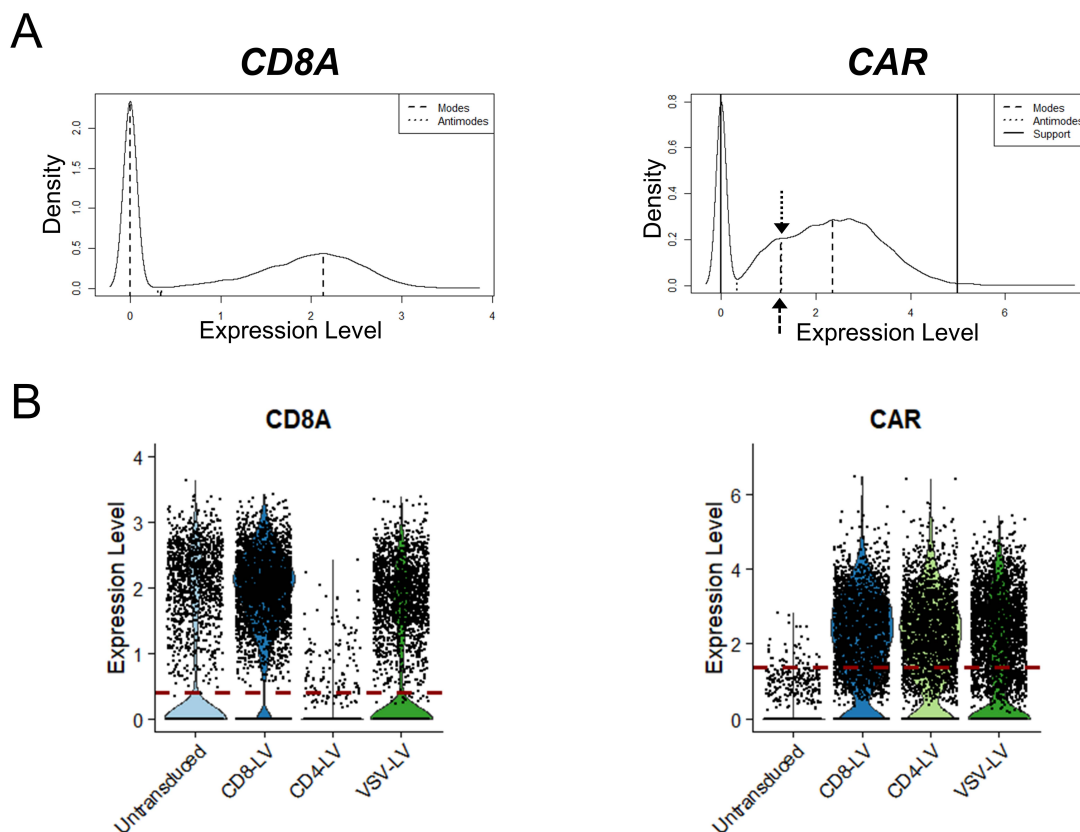 A
CD8A
CAR
Modes
Antimodes
Modes
Antimodes
Support
Density
0.0 0.5 1.0 1.5 2.0
0 1 2 3 4
Expression Level
Density
0.0 0.2 0.4 0.6 0.8
0 2 4 6
Expression Level
B
CD8A
CAR
Expression Level
4
3
2
1
0
Untransduced
CD8-LV
CD4-LV
VSV-LV
Expression Level
6
4
2
0
Untransduced
CD8-LV
CD4-LV
VSV-LV